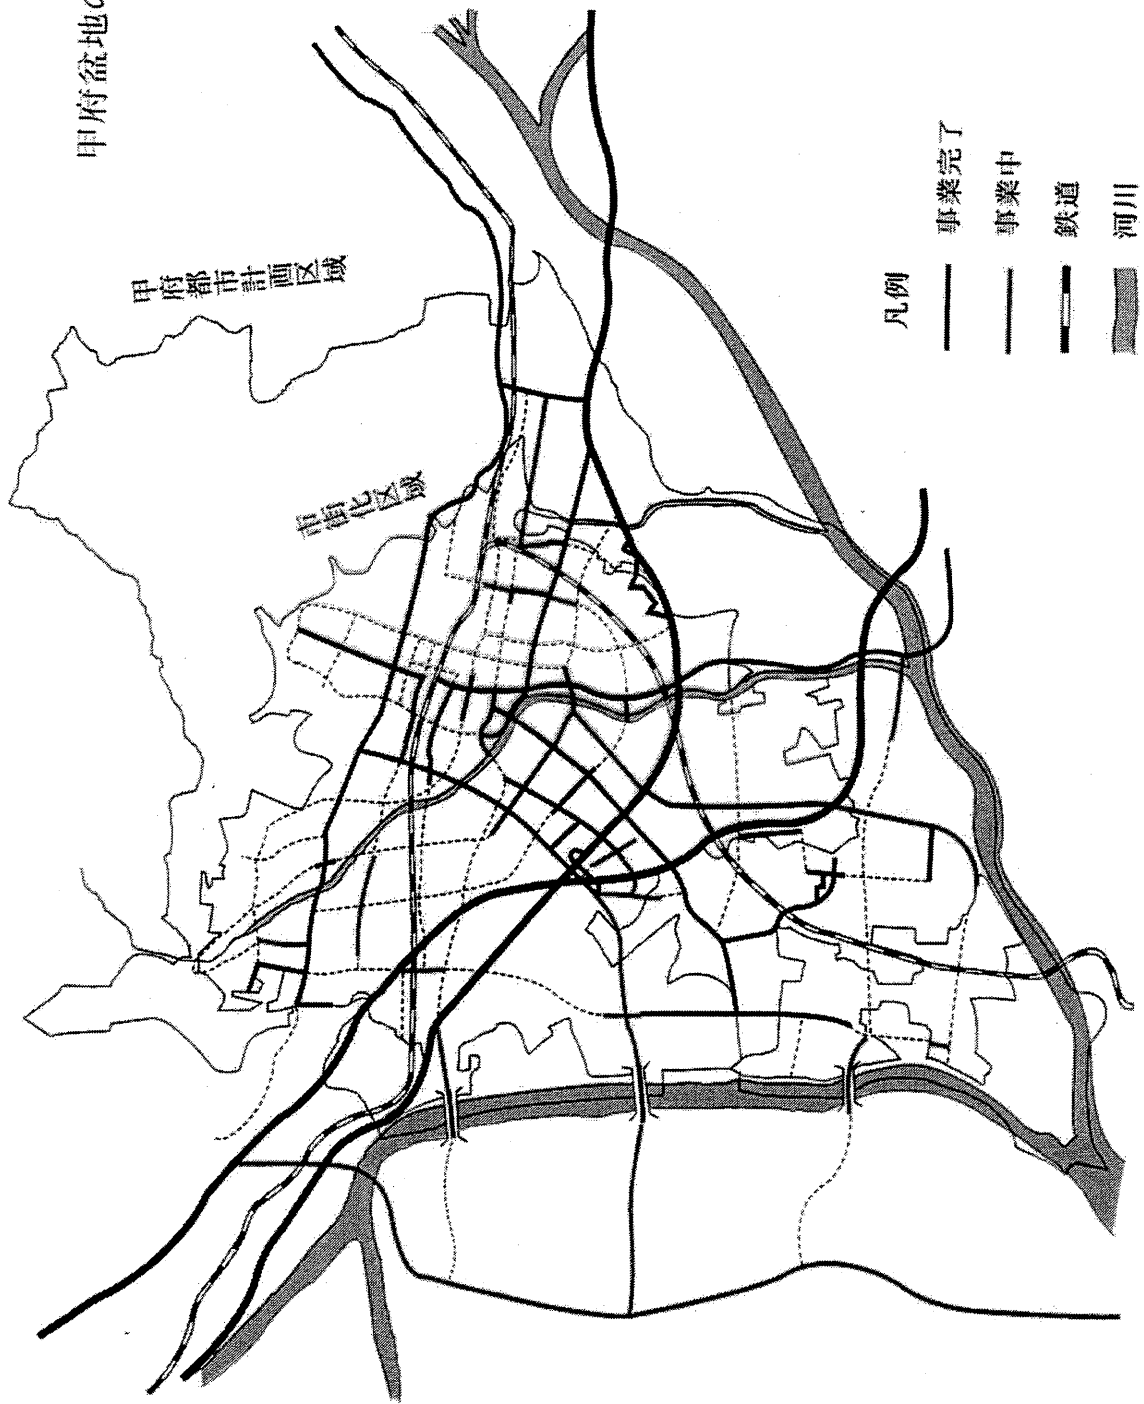 甲府盆地の
甲府都市計画区域
市街化区域
凡例
事業完了
事業中
鉄道
河川